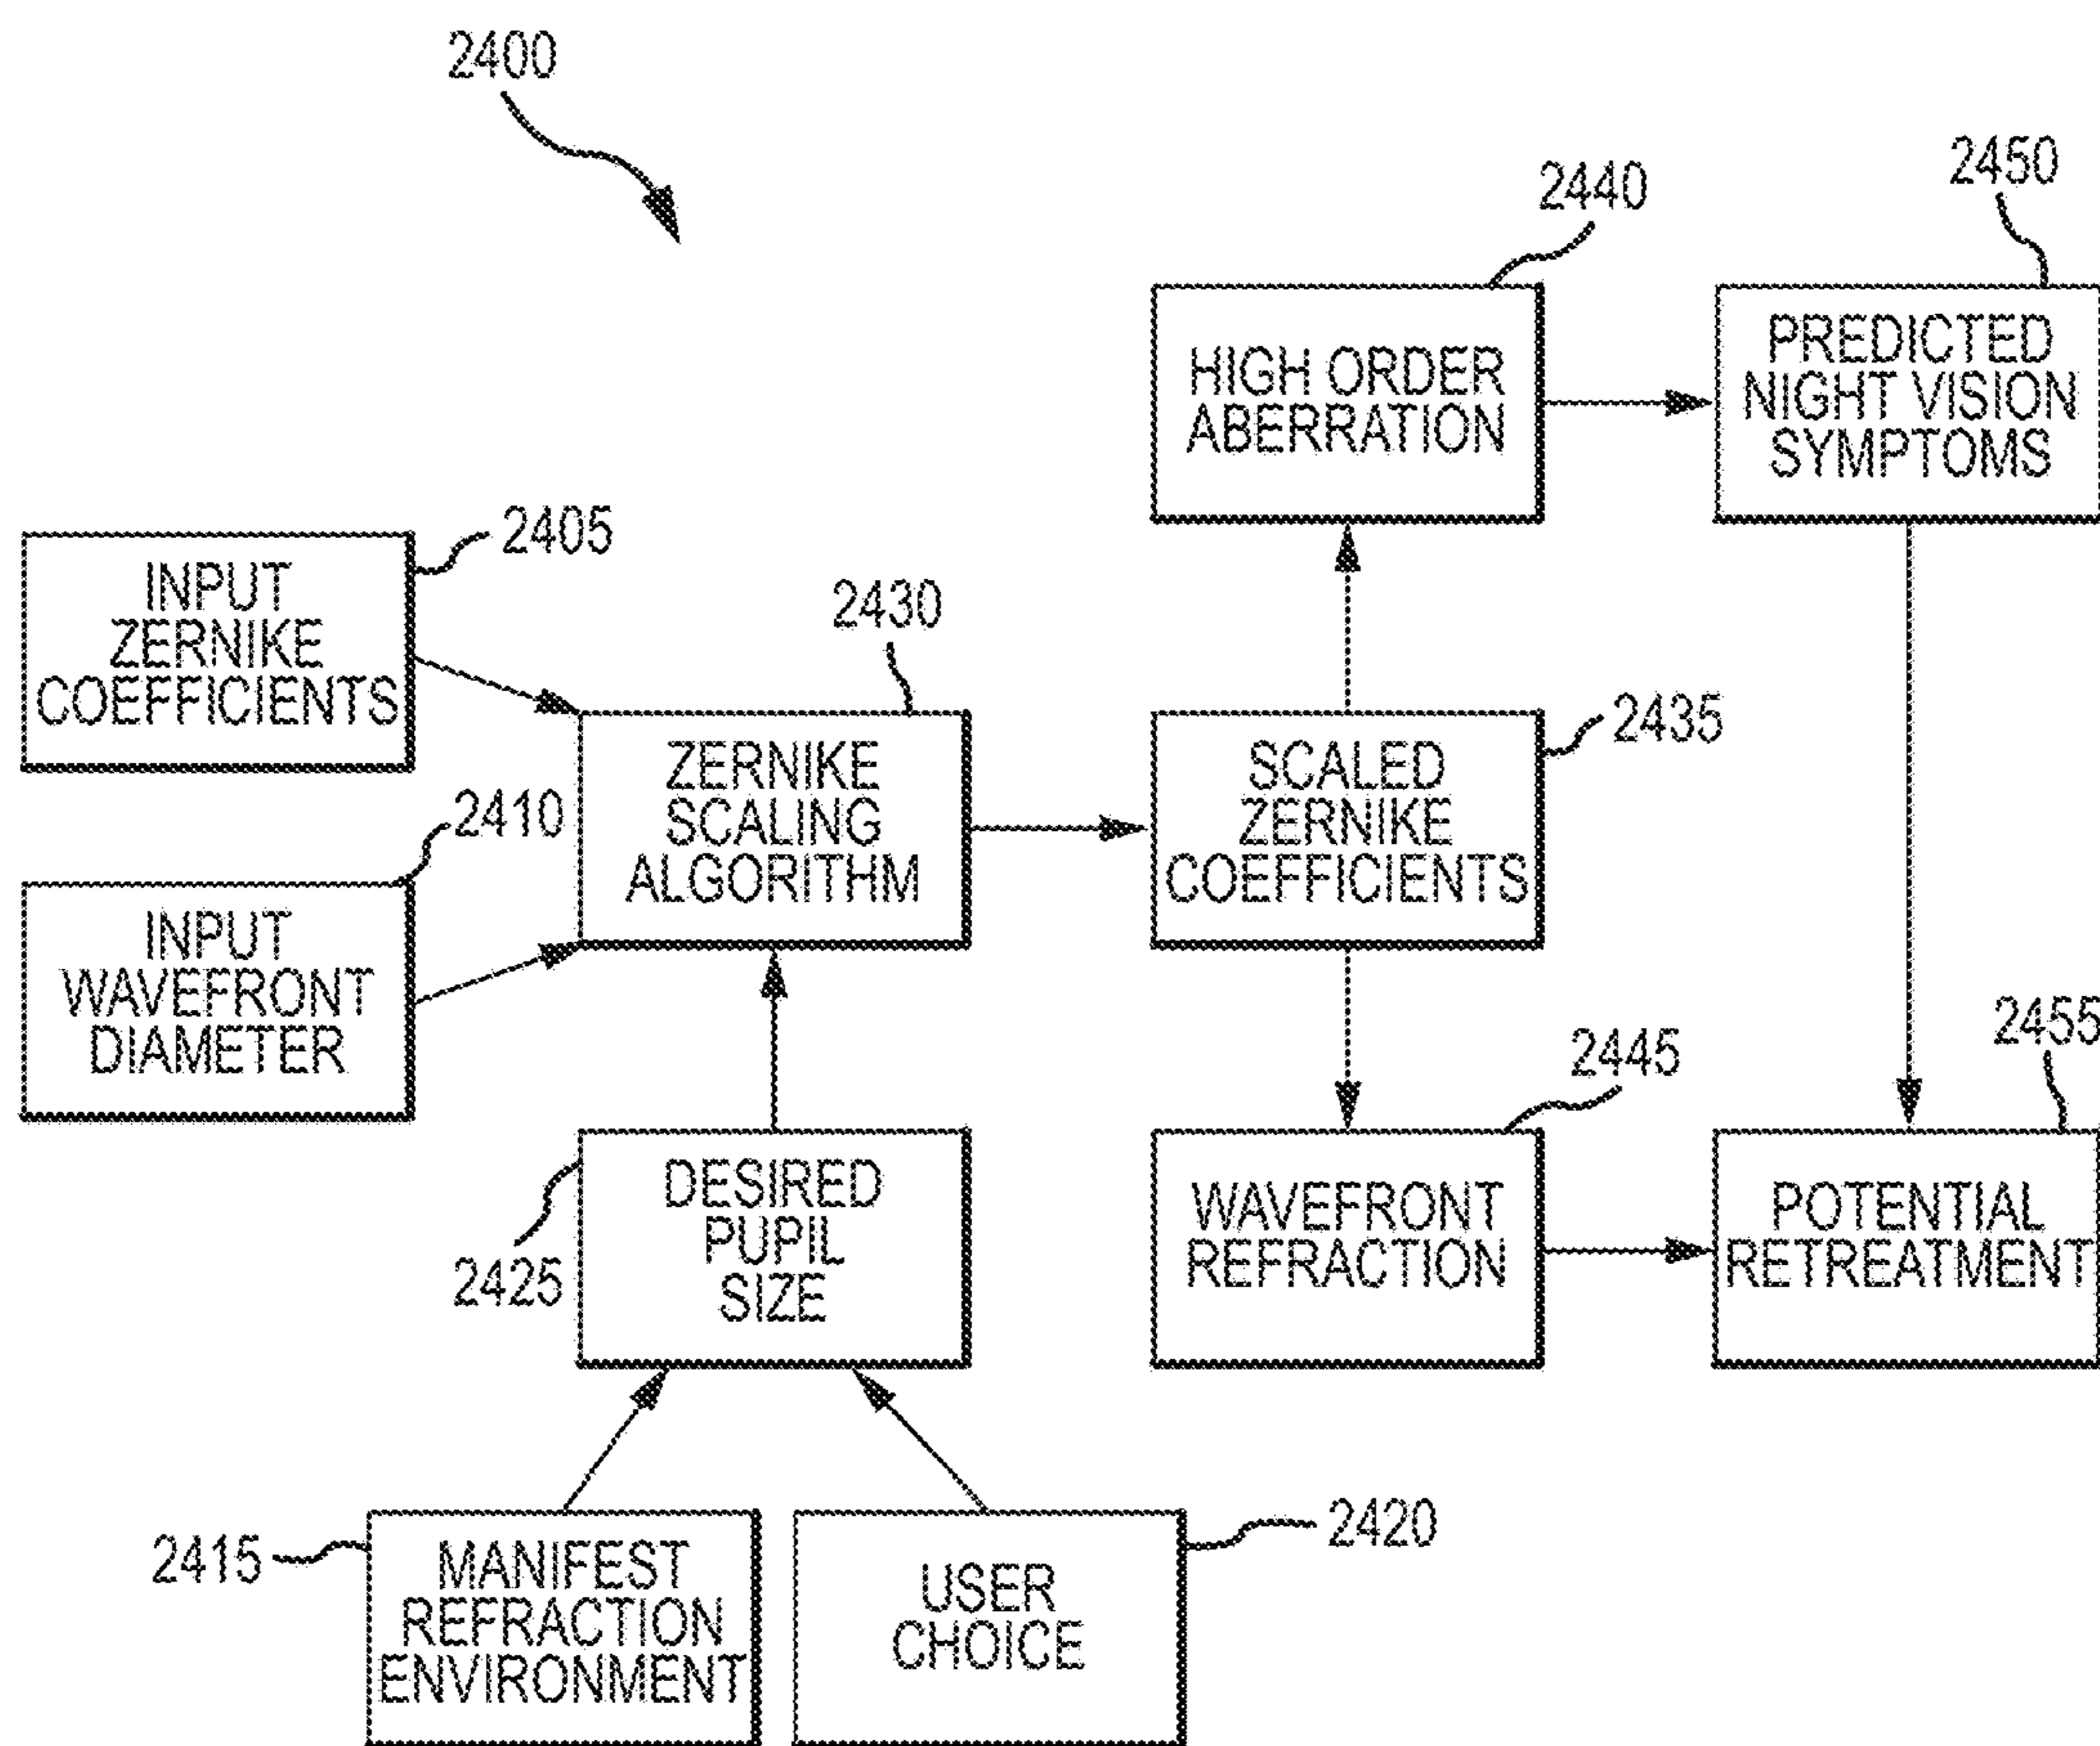 2400
2440
2450
HIGH ORDER
ABERRATION
PREDICTED
NIGHT VISION
SYMPTOMS
2405
INPUT
ZERNIKE
COEFFICIENTS
2430
ZERNIKE
SCALING
ALGORITHM
2435
SCALED
ZERNIKE
COEFFICIENTS
2410
INPUT
WAVEFRONT
DIAMETER
2425
DESIRED
PUPIL
SIZE
2445
WAVEFRONT
REFRACTION
2455
POTENTIAL
RETREATMENT
2415
MANIFEST
REFRACTION
ENVIRONMENT
USER
CHOICE
2420